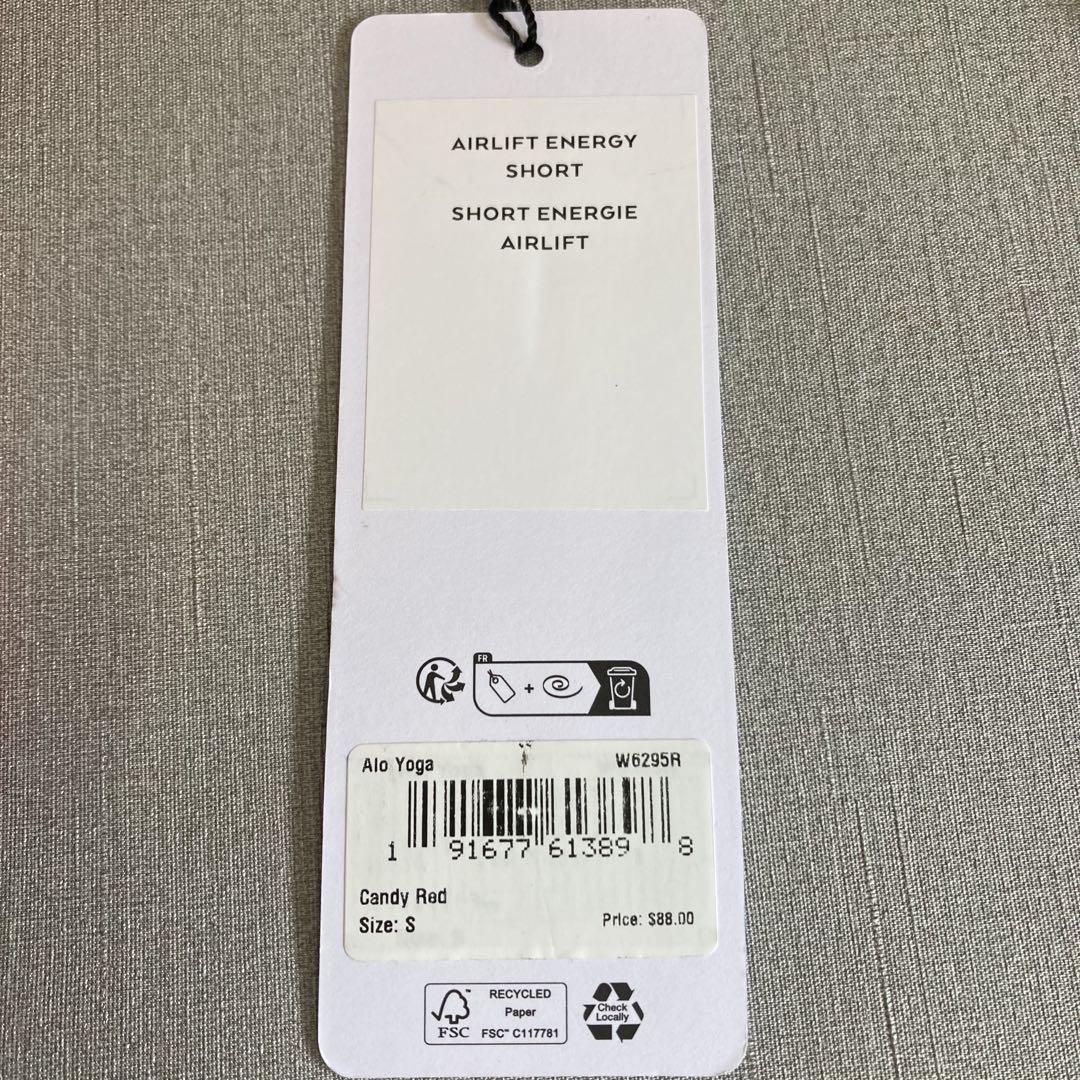 AIRLIFT ENERGY
SHORT
SHORT ENERGIE
AIRLIFT
FR
+
Alo Yoga W6295R
1 91677 61389 8
Candy Red
Size: S Price: $88.00
RECYCLED
Paper
FSC™ C117781
FSC
Check
Locally